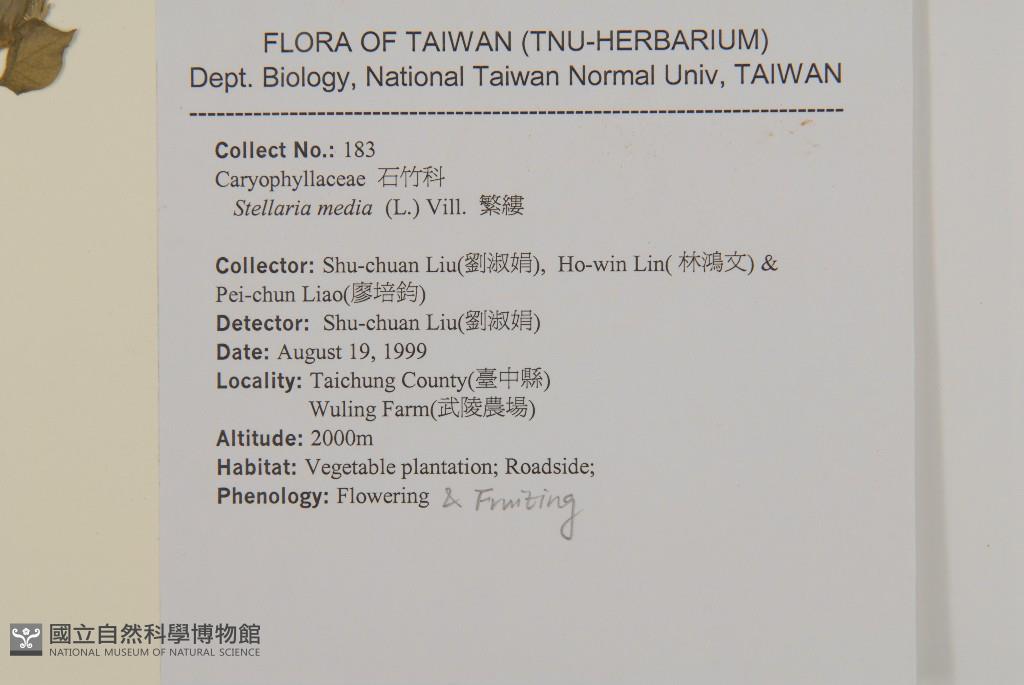 FLORA OF TAIWAN (TNU-HERBARIUM)
Dept. Biology, National Taiwan Normal Univ, TAIWAN
Collect No.: 183
Caryophyllaceae 石竹科
Stellaria media (L.) Vill. 繁縷
Collector: Shu-chuan Liu(劉淑娟), Ho-win Lin( 林鴻文) &
Pei-chun Liao(廖培鈞)
Detector: Shu-chuan Liu(劉淑娟)
Date: August 19, 1999
Locality: Taichung County(臺中縣)
Wuling Farm(武陵農場)
Altitude: 2000m
Habitat: Vegetable plantation; Roadside;
Phenology: Flowering & Fruiting
國立自然科學博物館
NATIONAL MUSEUM OF NATURAL SCIENCE